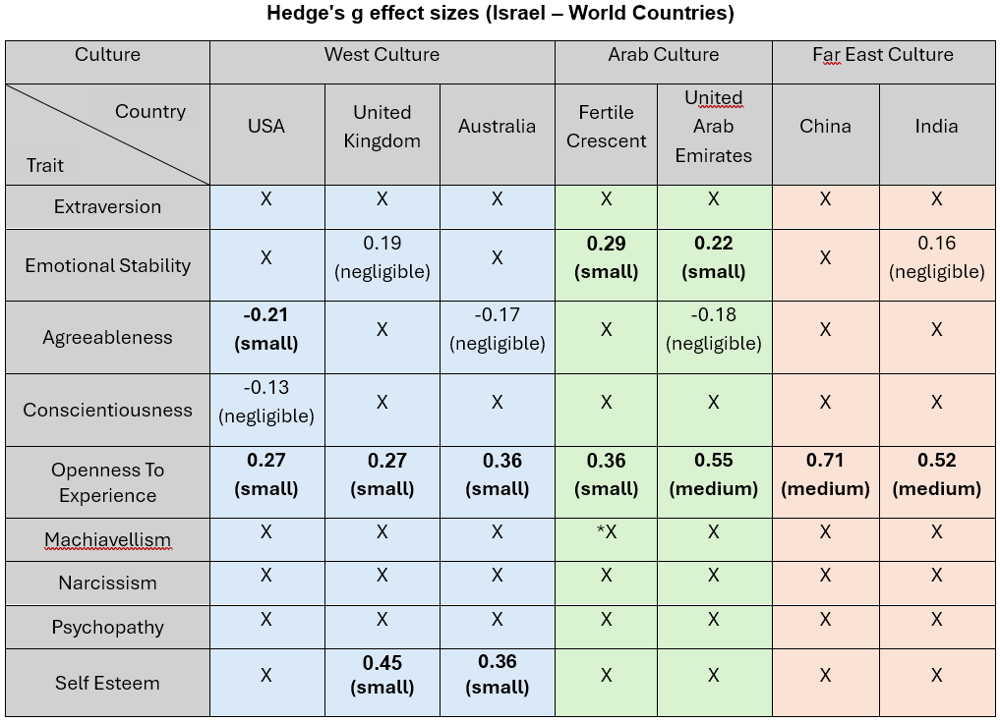 Hedge's g effect sizes (Israel – World Countries)
Culture West Culture Arab Culture Far East Culture
Country
Trait
USA
United
Kingdom
Australia
Fertile
Crescent
United
Arab
Emirates
China
India
Extraversion X X X X X X X
Emotional Stability
X
0.19
(negligible)
X
0.29
(small)
0.22
(small)
X
0.16
(negligible)
Agreeableness
-0.21
(small)
X
-0.17
(negligible)
X
-0.18
(negligible)
X
X
Conscientiousness
-0.13
(negligible)
X
X
X
X
X
X
Openness To
Experience
0.27
(small)
0.27
(small)
0.36
(small)
0.36
(small)
0.55
(medium)
0.71
(medium)
0.52
(medium)
Machiavellism X X X *X X X X
Narcissism X X X X X X X
Psychopathy X X X X X X X
Self Esteem
X
0.45
(small)
0.36
(small)
X
X
X
X